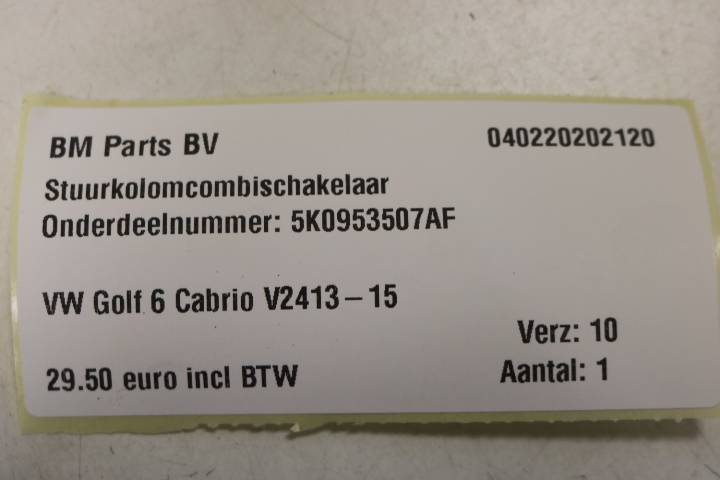 BM Parts BV 040220202120
Stuurkolomcombischakelaar
Onderdeelnummer: 5K0953507AF
VW Golf 6 Cabrio V2413-15
Verz: 10
29.50 euro incl BTW Aantal: 1